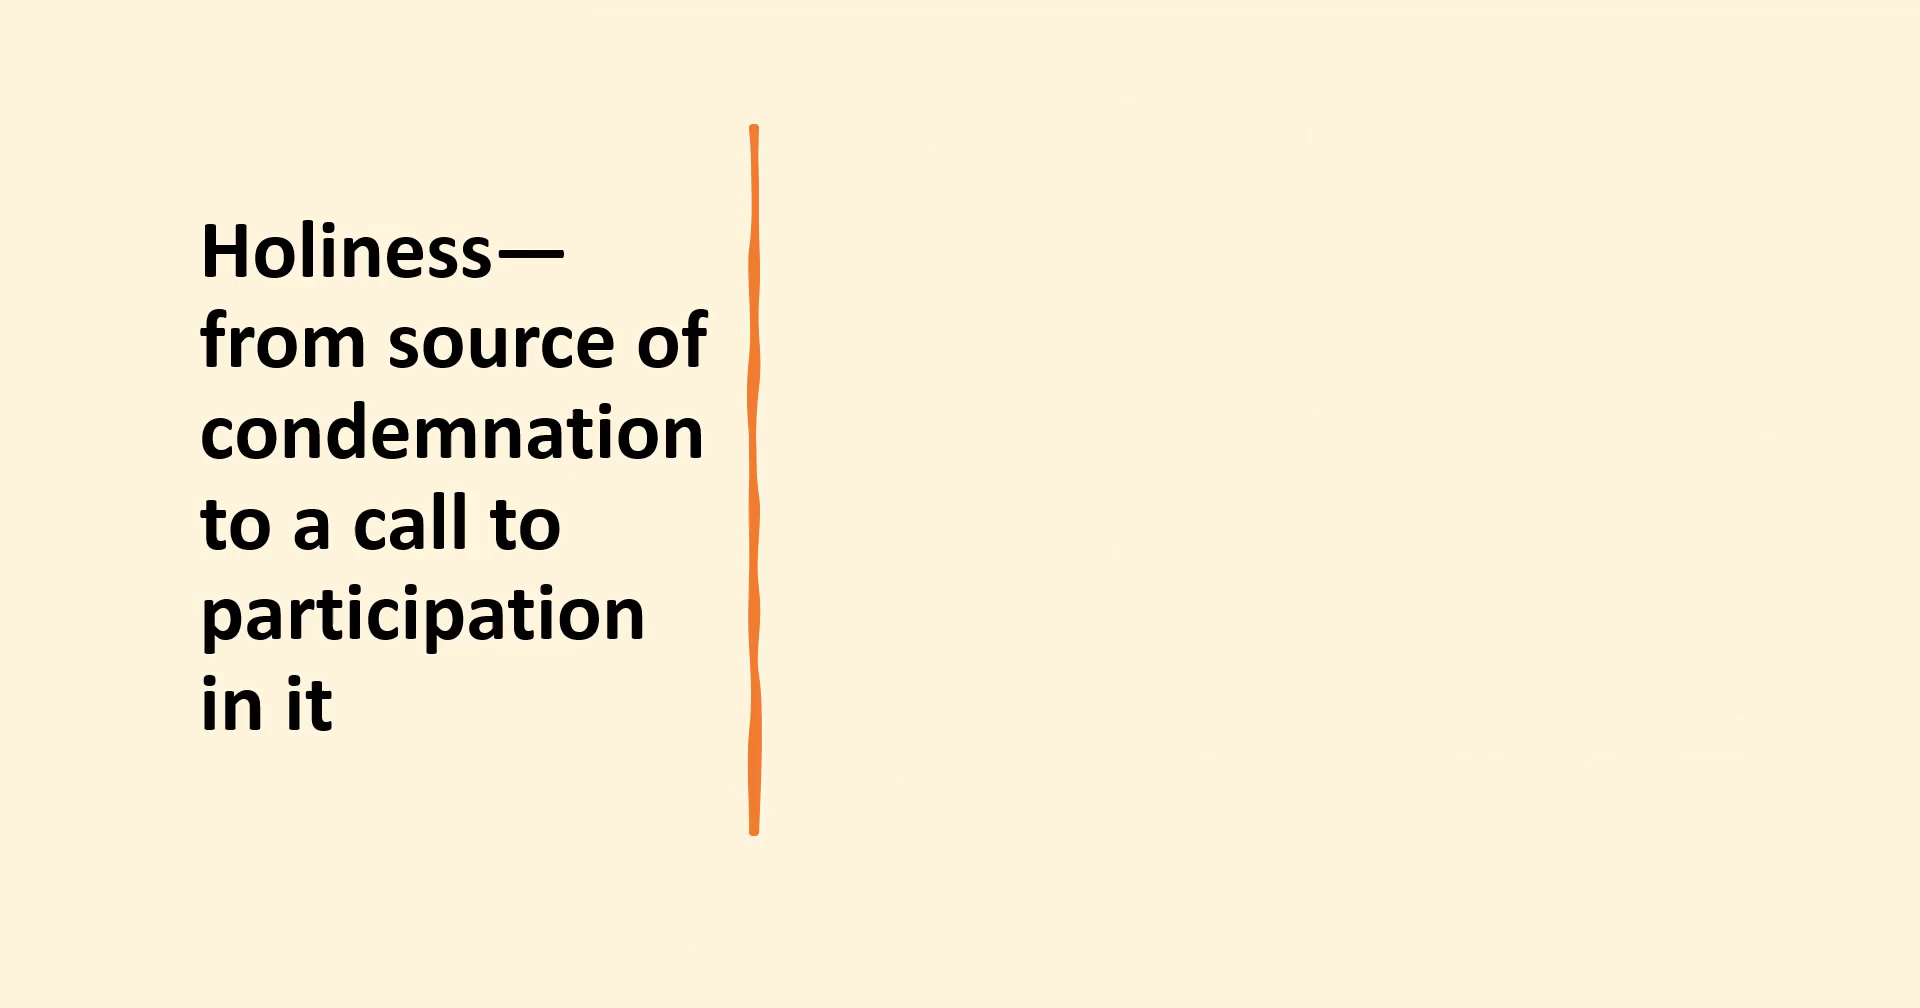 Holiness—
from source of
condemnation
to a call to
participation
in it